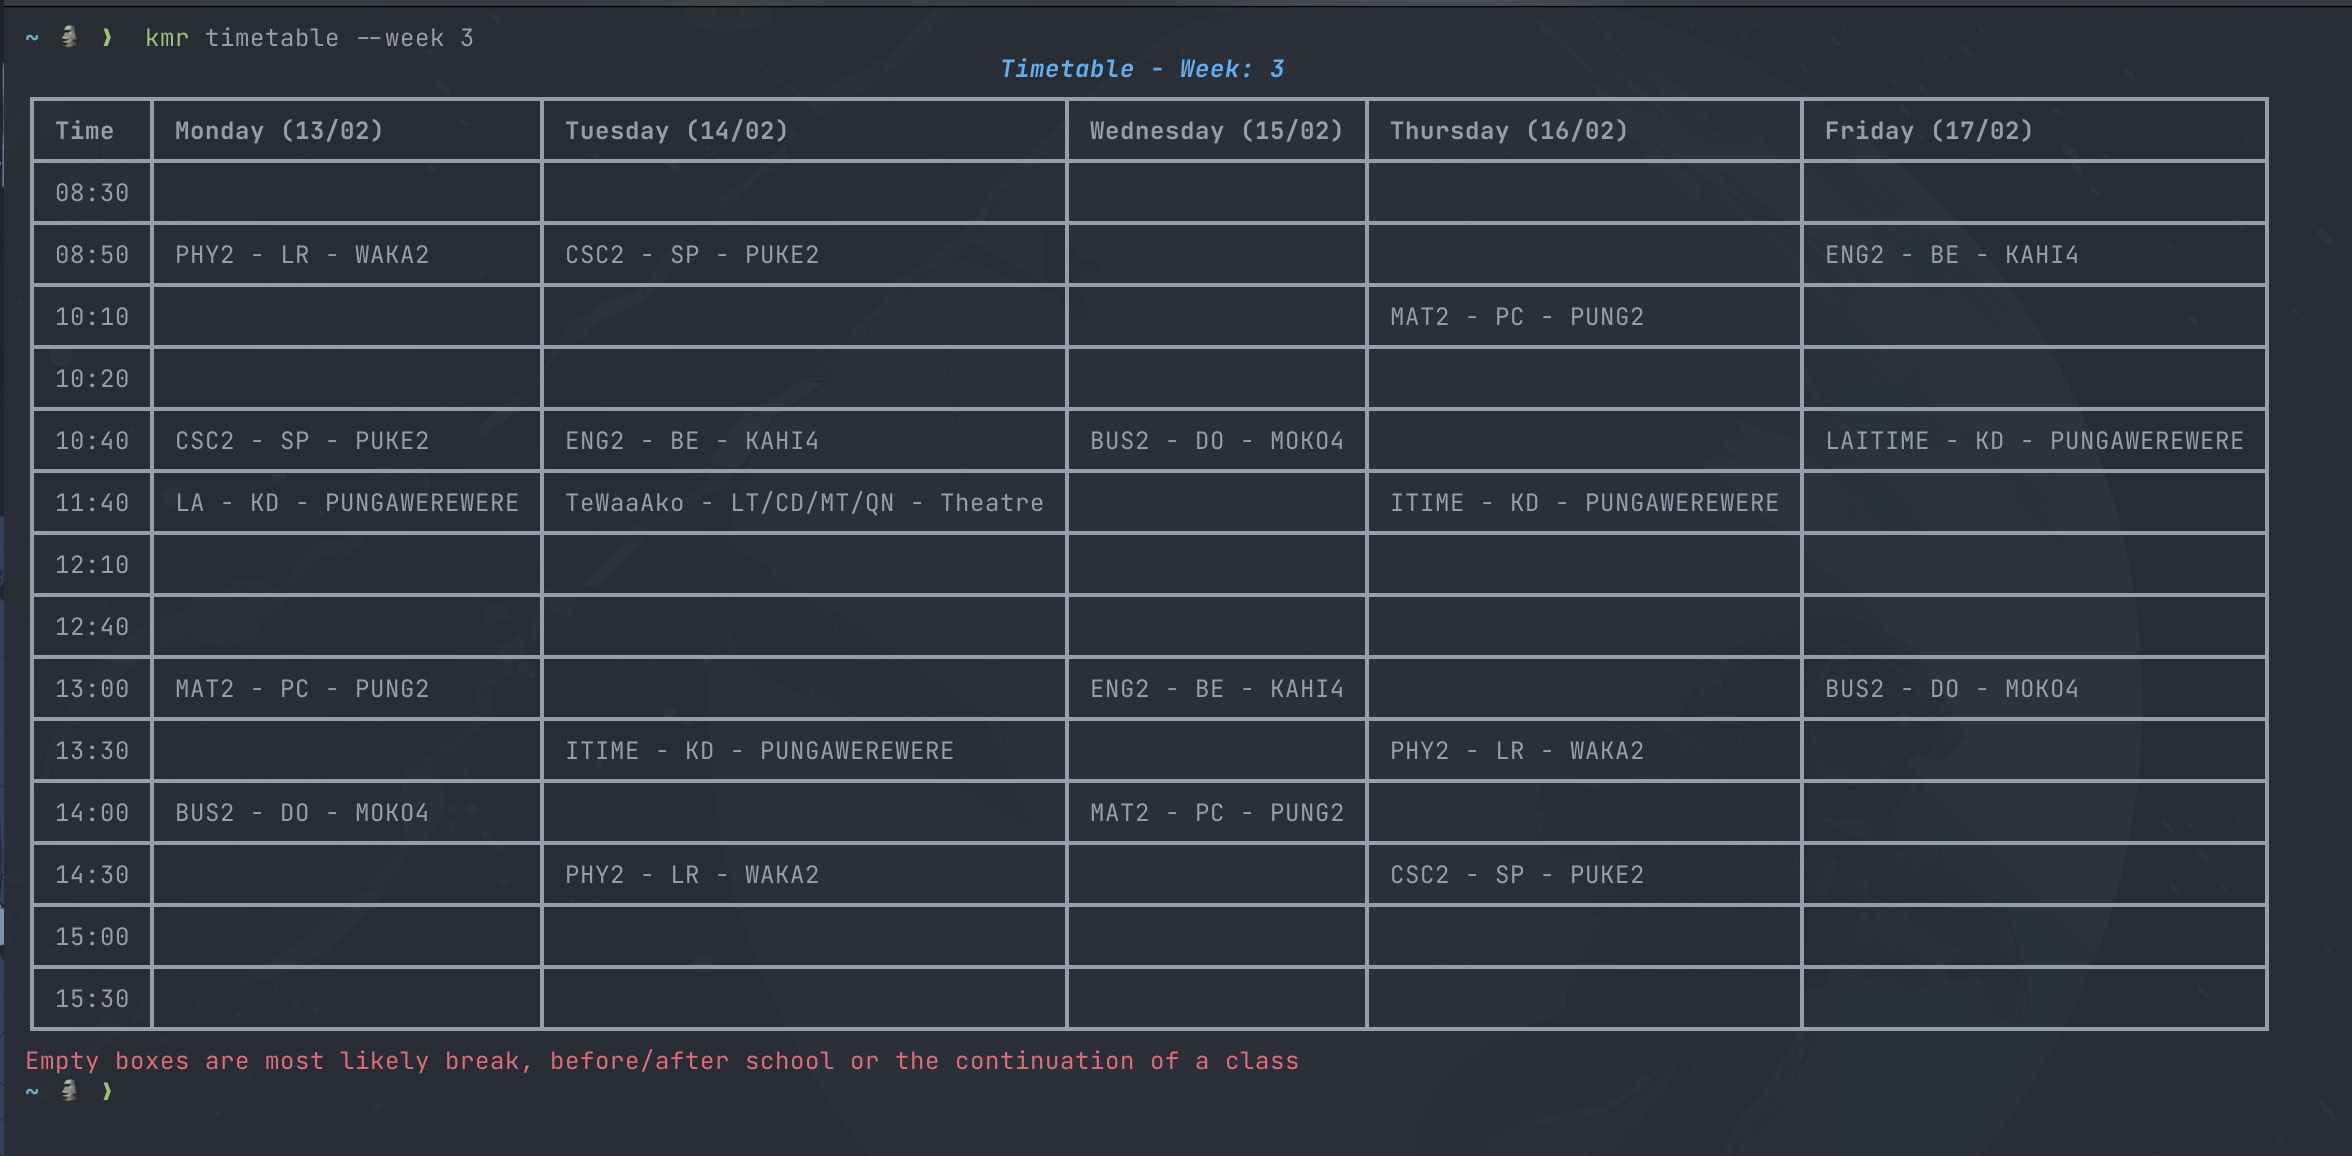 ~ 🗿 ❯ kmr timetable --week 3
Timetable - Week: 3
Time Monday (13/02) Tuesday (14/02) Wednesday (15/02) Thursday (16/02) Friday (17/02)
08:30
08:50 PHY2 - LR - WAKA2 CSC2 - SP - PUKE2 ENG2 - BE - KAHI4
10:10 MAT2 - PC - PUNG2
10:20
10:40 CSC2 - SP - PUKE2 ENG2 - BE - KAHI4 BUS2 - DO - MOKO4 LAITIME - KD - PUNGAWEREWERE
11:40 LA - KD - PUNGAWEREWERE TeWaaAko - LT/CD/MT/QN - Theatre ITIME - KD - PUNGAWEREWERE
12:10
12:40
13:00 MAT2 - PC - PUNG2 ENG2 - BE - KAHI4 BUS2 - DO - MOKO4
13:30 ITIME - KD - PUNGAWEREWERE PHY2 - LR - WAKA2
14:00 BUS2 - DO - MOKO4 MAT2 - PC - PUNG2
14:30 PHY2 - LR - WAKA2 CSC2 - SP - PUKE2
15:00
15:30
Empty boxes are most likely break, before/after school or the continuation of a class
~ 🗿 ❯